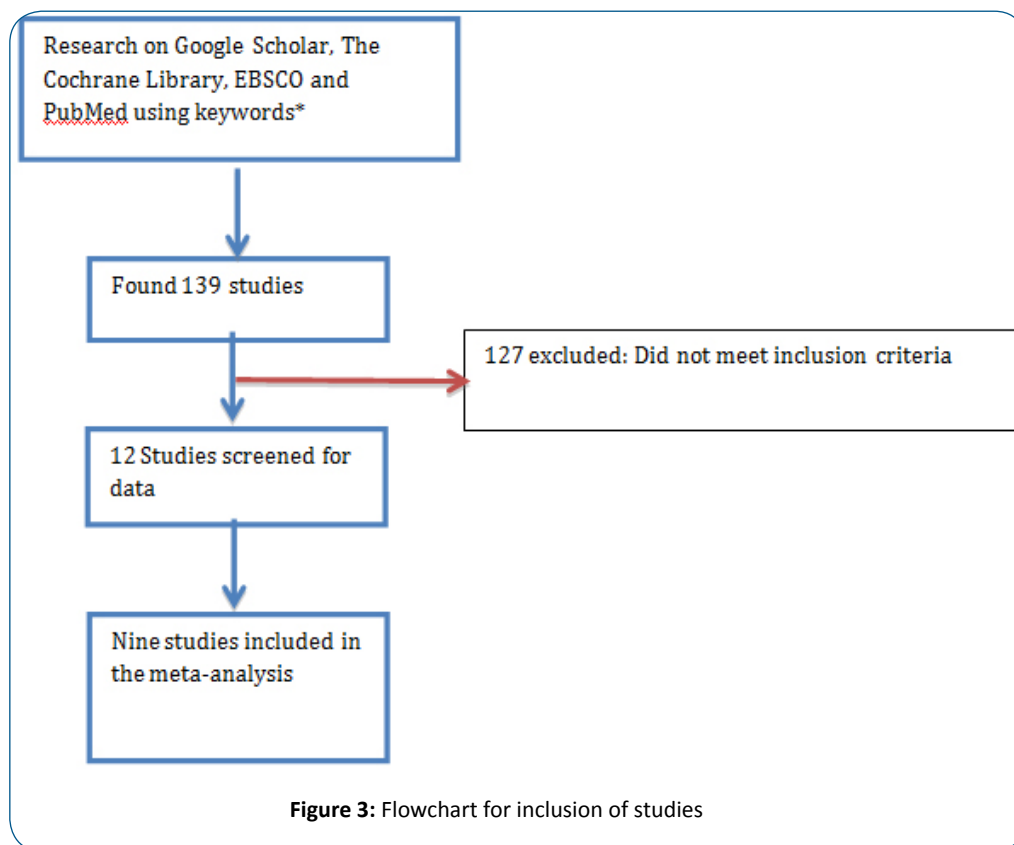 Research on Google Scholar, The
Cochrane Library, EBSCO and
PubMed using keywords*
Found 139 studies
127 excluded: Did not meet inclusion criteria
12 Studies screened for
data
Nine studies included in
the meta-analysis
Figure 3: Flowchart for inclusion of studies